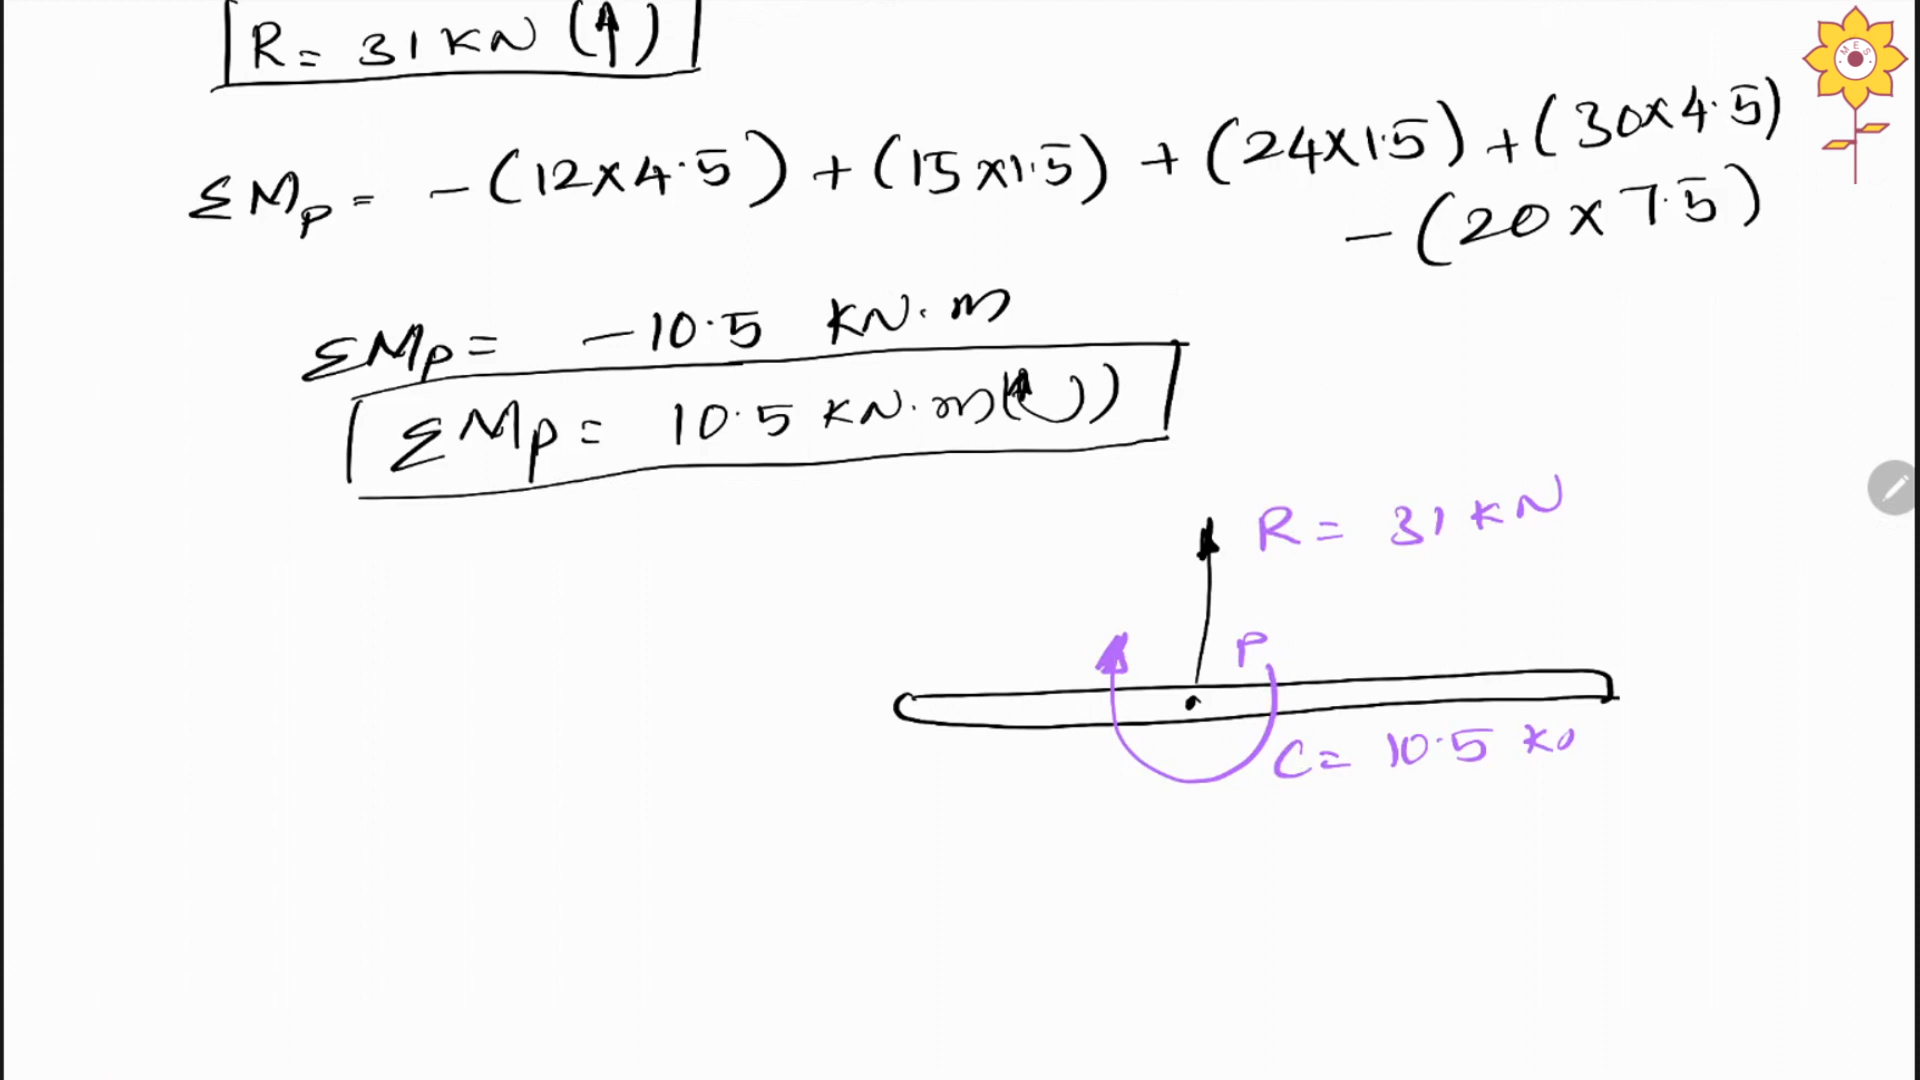 R = 31 KN (↑)
ΣMp = -(12×4.5) + (15×1.5) + (24×1.5) + (30×4.5)
-(20×7.5)
ΣMp = -10.5 KN.m
ΣMp = 10.5 KN.m(↻)
R = 31 KN
P
C = 10.5 K
MES